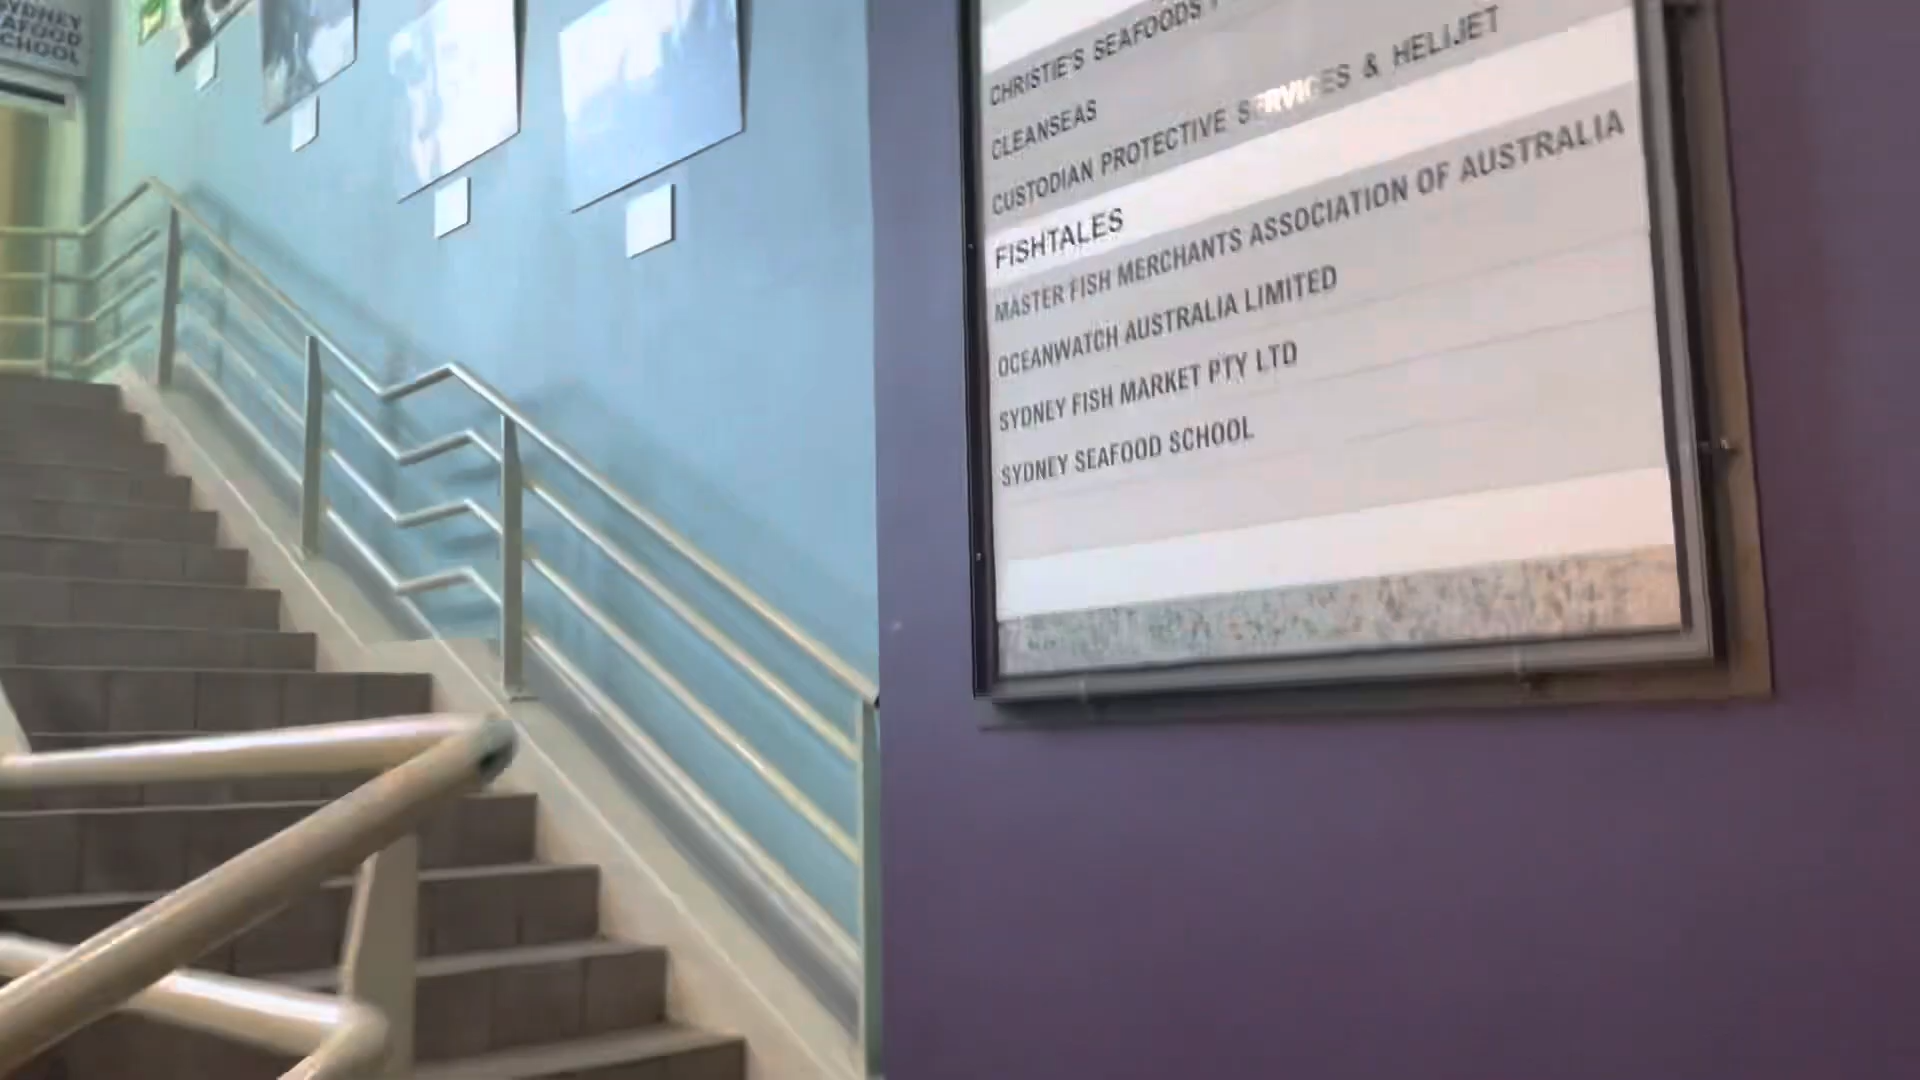 SYDNEY
SEAFOOD
SCHOOL
CHRISTIE'S SEAFOODS
CLEANSEAS
CUSTODIAN PROTECTIVE SERVICES & HELIJET
FISHTALES
MASTER FISH MERCHANTS ASSOCIATION OF AUSTRALIA
OCEANWATCH AUSTRALIA LIMITED
SYDNEY FISH MARKET PTY LTD
SYDNEY SEAFOOD SCHOOL